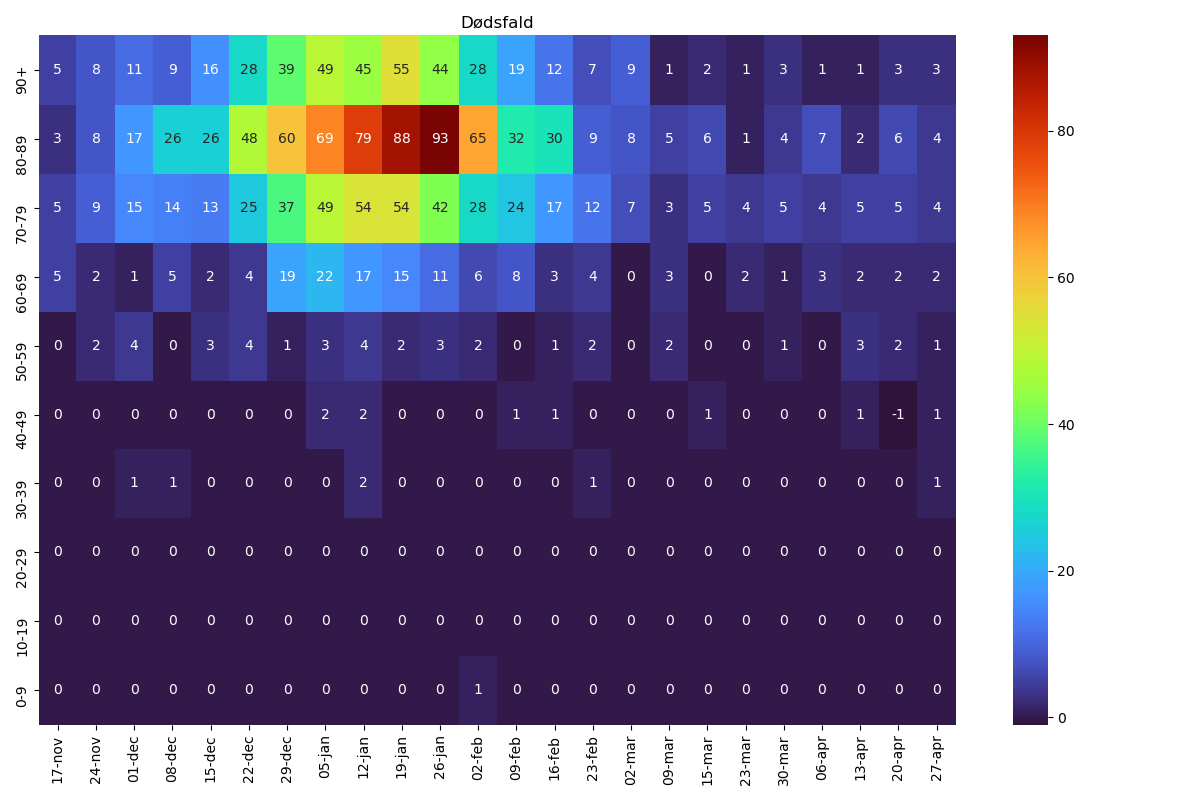 Dødsfald
90+ 5 8 11 9 16 28 39 49 45 55 44 28 19 12 7 9 1 2 1 3 1 1 3 3
80-89 3 8 17 26 26 48 60 69 79 88 93 65 32 30 9 8 5 6 1 4 7 2 6 4
70-79 5 9 15 14 13 25 37 49 54 54 42 28 24 17 12 7 3 5 4 5 4 5 5 4
60-69 5 2 1 5 2 4 19 22 17 15 11 6 8 3 4 0 3 0 2 1 3 2 2 2
50-59 0 2 4 0 3 4 1 3 4 2 3 2 0 1 2 0 2 0 0 1 0 3 2 1
40-49 0 0 0 0 0 0 0 2 2 0 0 0 1 1 0 0 0 1 0 0 0 1 -1 1
30-39 0 0 1 1 0 0 0 0 2 0 0 0 0 0 1 0 0 0 0 0 0 0 0 1
20-29 0 0 0 0 0 0 0 0 0 0 0 0 0 0 0 0 0 0 0 0 0 0 0 0
10-19 0 0 0 0 0 0 0 0 0 0 0 0 0 0 0 0 0 0 0 0 0 0 0 0
0-9 0 0 0 0 0 0 0 0 0 0 0 1 0 0 0 0 0 0 0 0 0 0 0 0
17-nov 24-nov 01-dec 08-dec 15-dec 22-dec 29-dec 05-jan 12-jan 19-jan 26-jan 02-feb 09-feb 16-feb 23-feb 02-mar 09-mar 15-mar 23-mar 30-mar 06-apr 13-apr 20-apr 27-apr
80
60
40
20
0